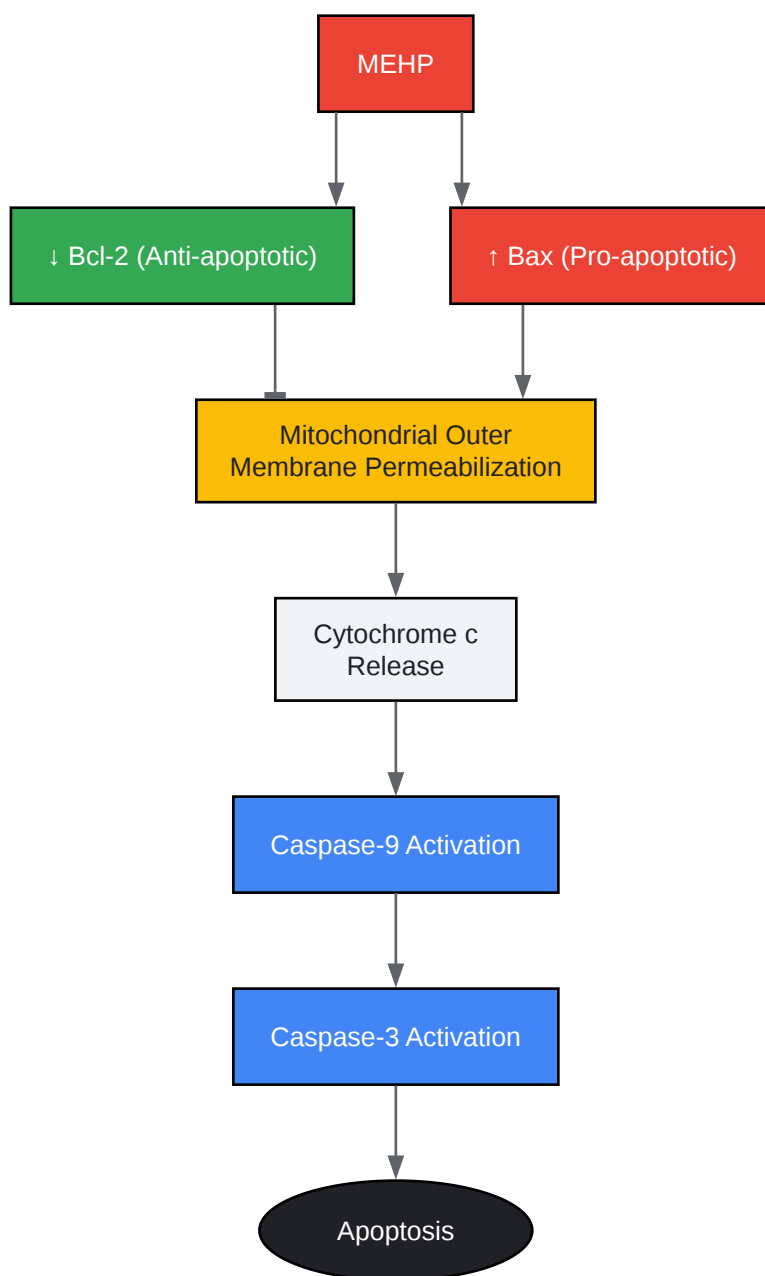 MEHP
↓ Bcl-2 (Anti-apoptotic)
↑ Bax (Pro-apoptotic)
Mitochondrial Outer
Membrane Permeabilization
Cytochrome c
Release
Caspase-9 Activation
Caspase-3 Activation
Apoptosis